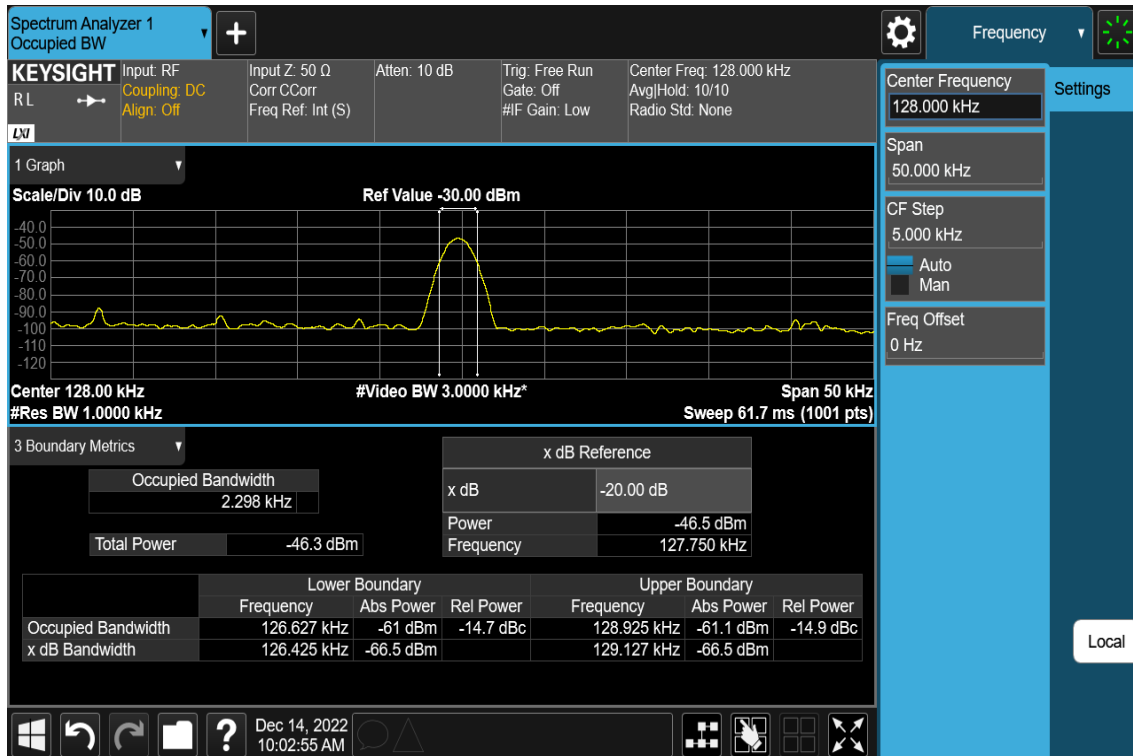 Spectrum Analyzer 1
Occupied BW
+
Frequency
KEYSIGHT Input: RF Input Z: 50 Ω Atten: 10 dB Trig: Free Run Center Freq: 128.000 kHz
R L Coupling: DC Corr CCorr Gate: Off Avg|Hold: 10/10
Align: Off Freq Ref: Int (S) #IF Gain: Low Radio Std: None
LXI
Center Frequency
128.000 kHz
Settings
Span
50.000 kHz
CF Step
5.000 kHz
Auto
Man
Freq Offset
0 Hz
1 Graph
Scale/Div 10.0 dB Ref Value -30.00 dBm
-40.0
-50.0
-60.0
-70.0
-80.0
-90.0
-100
-110
-120
Center 128.00 kHz #Video BW 3.0000 kHz* Span 50 kHz
#Res BW 1.0000 kHz Sweep 61.7 ms (1001 pts)
3 Boundary Metrics
Occupied Bandwidth
2.298 kHz
Total Power -46.3 dBm
x dB Reference
x dB -20.00 dB
Power -46.5 dBm
Frequency 127.750 kHz
Lower Boundary Upper Boundary
Frequency Abs Power Rel Power Frequency Abs Power Rel Power
Occupied Bandwidth 126.627 kHz -61 dBm -14.7 dBc 128.925 kHz -61.1 dBm -14.9 dBc
x dB Bandwidth 126.425 kHz -66.5 dBm 129.127 kHz -66.5 dBm
Local
? Dec 14, 2022
10:02:55 AM